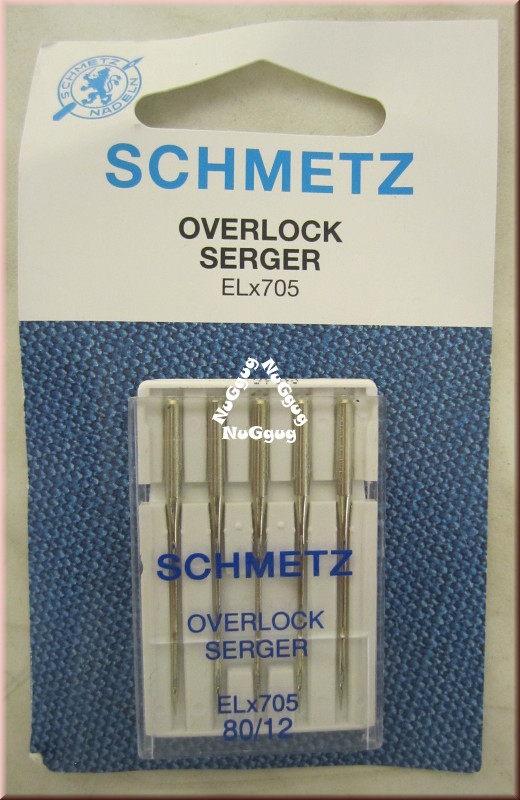 SCHMETZ
NADELN
SCHMETZ
OVERLOCK
SERGER
ELx705
NuGgug
NuGgug
NuGgug
SCHMETZ
OVERLOCK
SERGER
ELx705
80/12